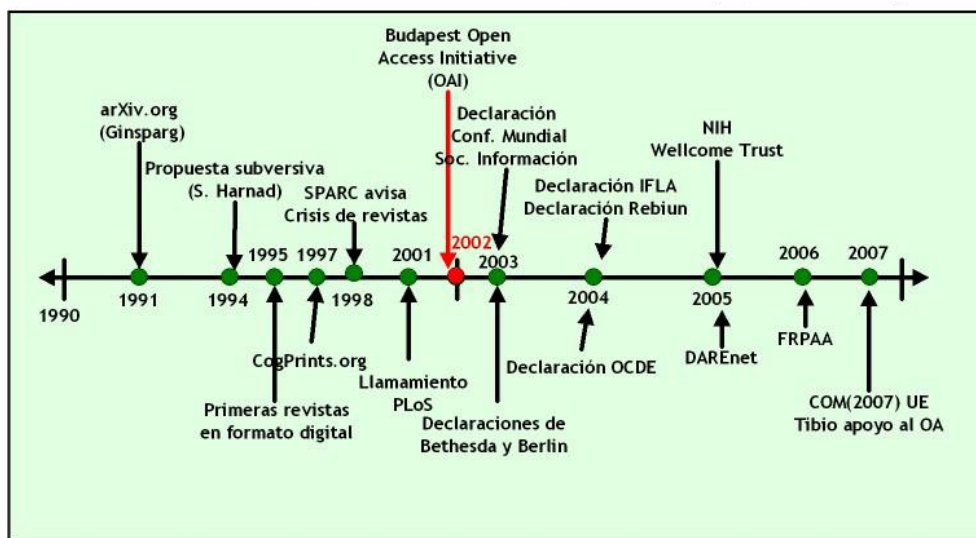 Budapest Open
Access Initiative
(OAI)
arXiv.org
(Ginsparg)
Declaración
Conf. Mundial
Soc. Información
NIH
Wellcome Trust
Propuesta subversiva
(S. Harnad)
SPARC avisa
Crisis de revistas
Declaración IFLA
Declaración Rebiun
1995
1997
2001
2002
2003
2006
2007
1990
1991
1994
1998
2004
2005
CogPrints.org
Llamamiento
PLoS
Declaración OCDE
DAREnet
FRPAA
Primeras revistas
en formato digital
Declaraciones de
Bethesda y Berlin
COM(2007) UE
Tibio apoyo al OA